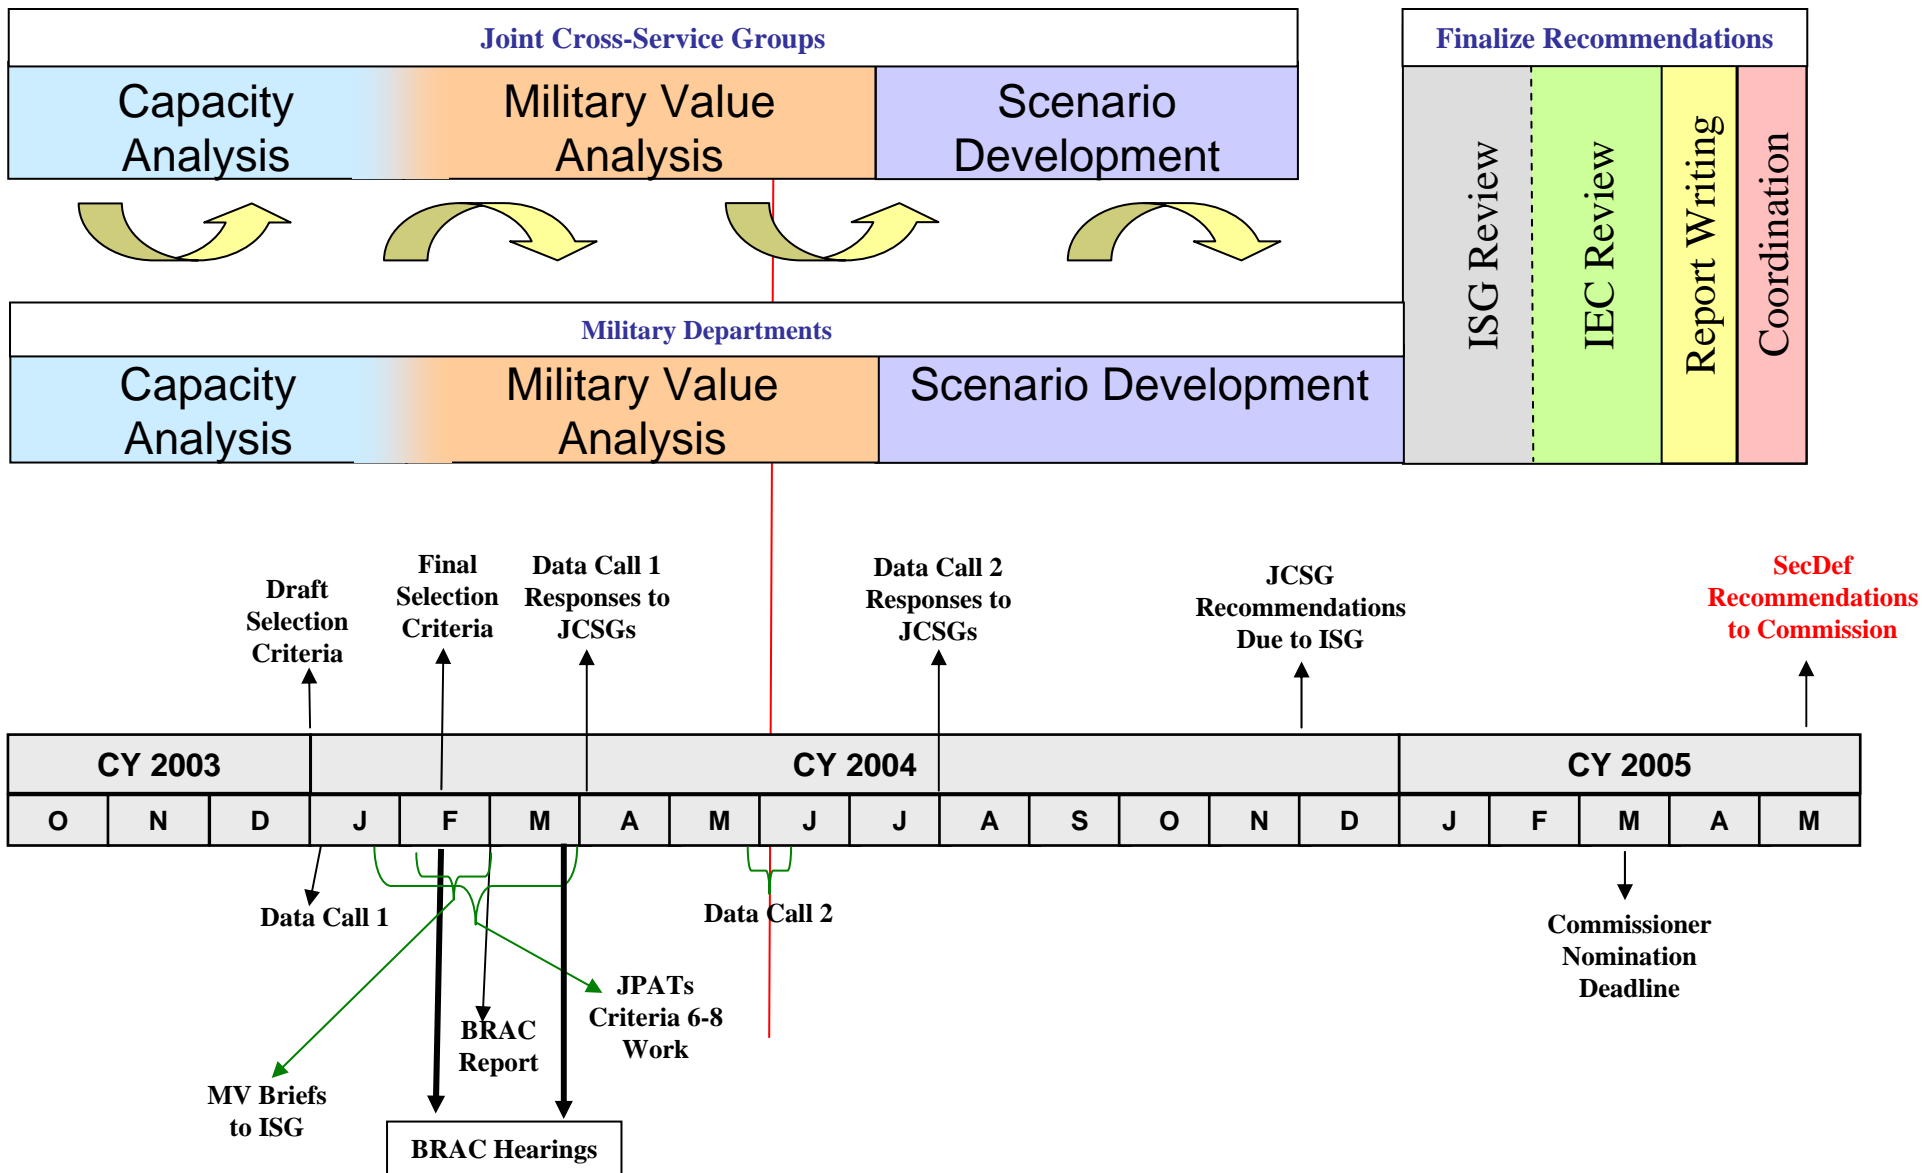 Joint Cross-Service Groups
Finalize Recommendations
Capacity
Analysis
Military Value
Analysis
Scenario
Development
ISG Review
IEC Review
Report Writing
Coordination
Military Departments
Capacity
Analysis
Military Value
Analysis
Scenario Development
Draft
Selection
Criteria
Final
Selection
Criteria
Data Call 1
Responses to
JCSGs
Data Call 2
Responses to
JCSGs
JCSG
Recommendations
Due to ISG
SecDef
Recommendations
to Commission
CY 2003 CY 2004 CY 2005
O N D J F M A M J J A S O N D J F M A M
Data Call 1
Data Call 2
Commissioner
Nomination
Deadline
JPATs
Criteria 6-8
Work
BRAC
Report
MV Briefs
to ISG
BRAC Hearings